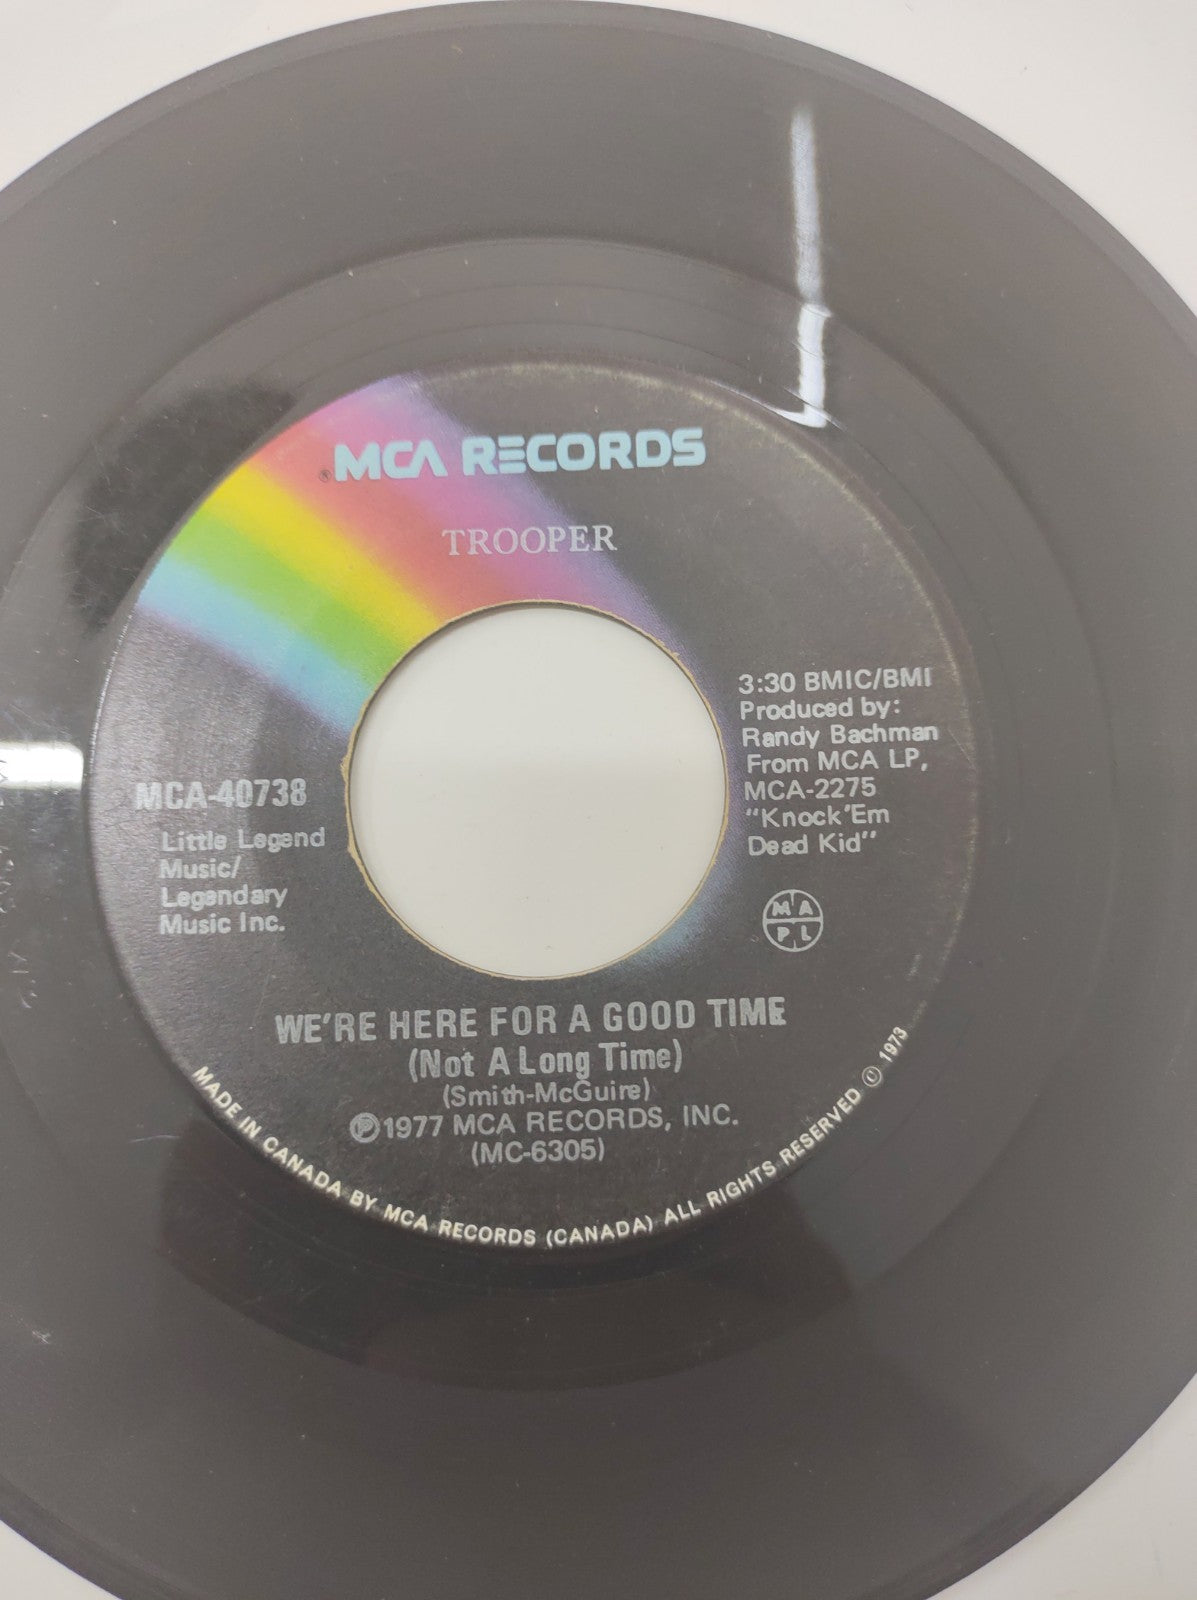 ® MCA RECORDS
TROOPER
3:30 BMIC/BMI
Produced by:
Randy Bachman
From MCA LP,
MCA-2275
"Knock'Em
Dead Kid"
MCA-40738
Little Legend
Music/
Legendary
Music Inc.
M A
P L
WE'RE HERE FOR A GOOD TIME
(Not A Long Time)
(Smith-McGuire)
℗1977 MCA RECORDS, INC.
(MC-6305)
MADE IN CANADA BY MCA RECORDS (CANADA) ALL RIGHTS RESERVED © 1973